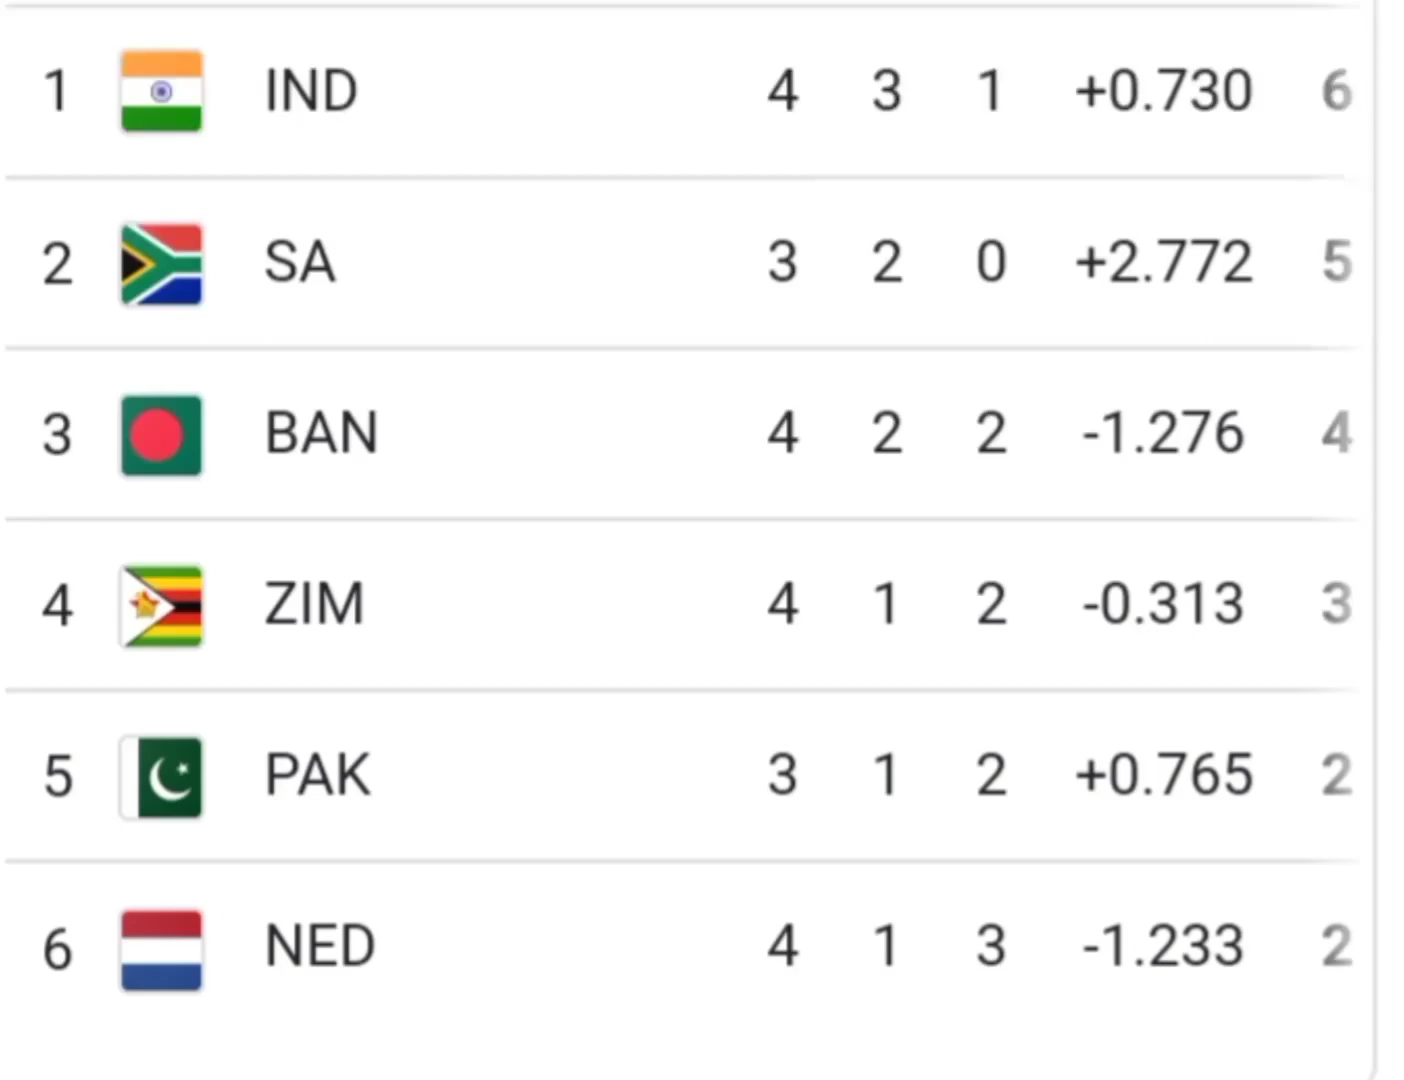 1 IND 4 3 1 +0.730 6
2 SA 3 2 0 +2.772 5
3 BAN 4 2 2 -1.276 4
4 ZIM 4 1 2 -0.313 3
5 PAK 3 1 2 +0.765 2
6 NED 4 1 3 -1.233 2